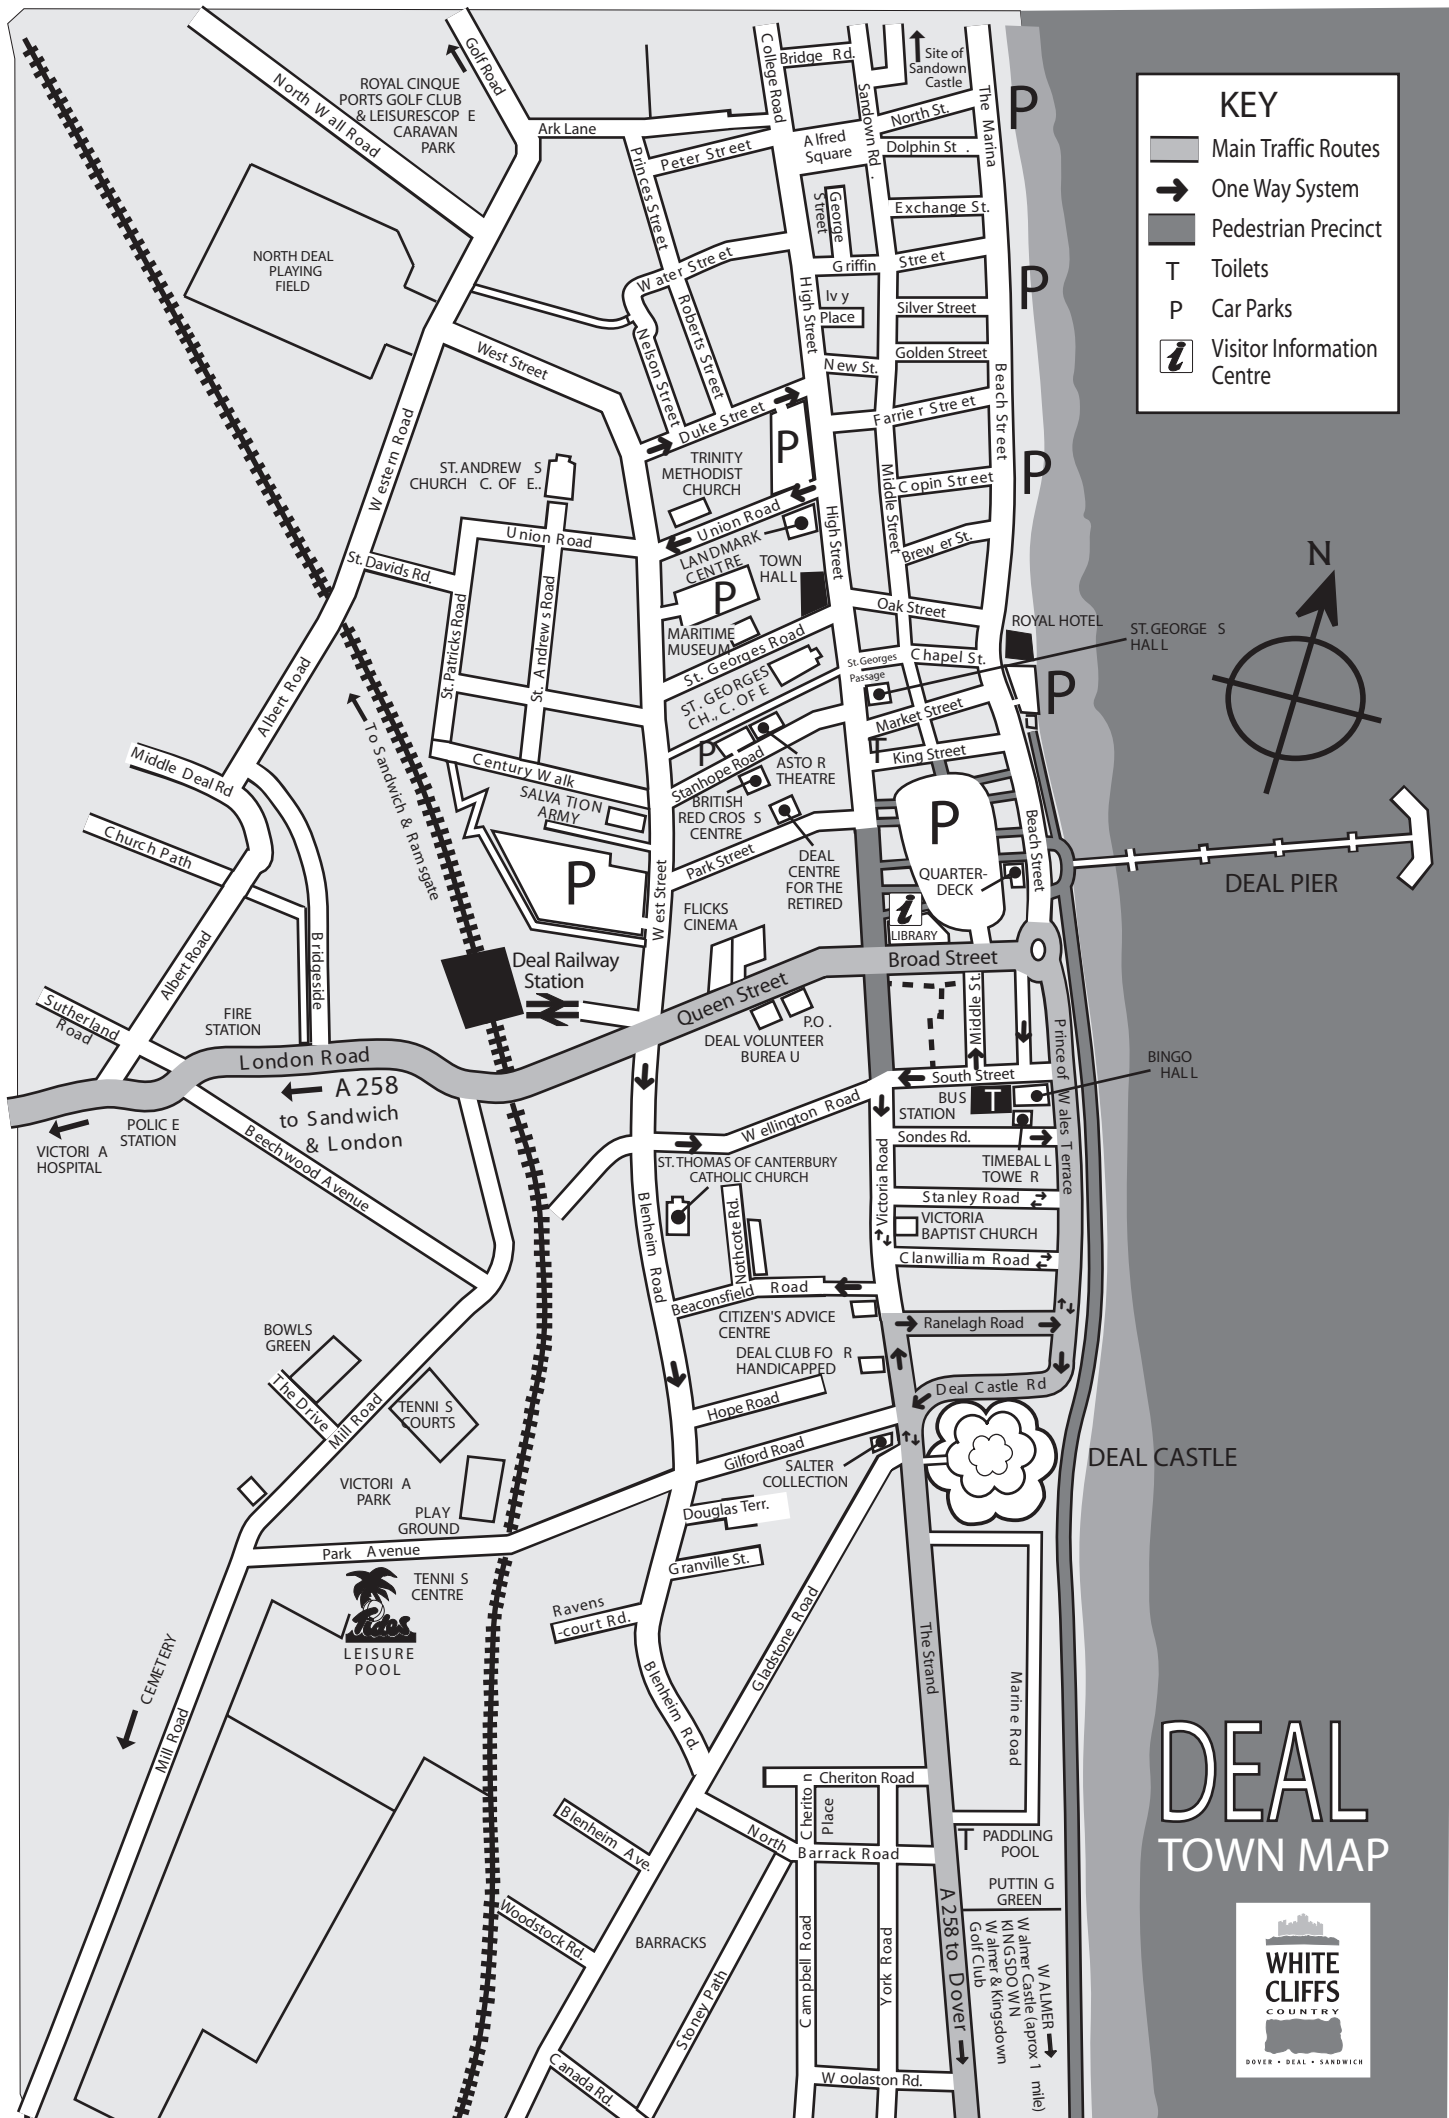 KEY
Main Traffic Routes
One Way System
Pedestrian Precinct
T Toilets
P Car Parks
i Visitor Information
Centre
North Wall Road
Golf Road
ROYAL CINQUE
PORTS GOLF CLUB
& LEISURESCOP E
CARAVAN
PARK
Ark Lane
College Road
Bridge Rd.
Sandown Rd.
Site of
Sandown
Castle
North St.
The Marina
P
Alfred
Square
Dolphin St.
Peter Street
Princes Street
George
Street
Exchange St.
NORTH DEAL
PLAYING
FIELD
Water Street
Griffin Street
P
High Street
Ivy
Place
Silver Street
Roberts Street
Nelson Street
West Street
New St.
Golden Street
Beach Street
Duke Street
Farrier Street
P
TRINITY
METHODIST
CHURCH
ST. ANDREW S
CHURCH C. OF E..
Western Road
Middle Street
Copin Street
P
Union Road
Union Road
LANDMARK
CENTRE
High Street
Brewer St.
St. Davids Rd.
TOWN
HALL
P
Oak Street
N
St. Patricks Road
St. Andrews Road
MARITIME
MUSEUM
St. Georges Road
ROYAL HOTEL
ST. GEORGE S
HALL
St. Georges
Passage
Chapel St.
ST. GEORGES
CH., C. OF E
P
Albert Road
Market Street
To Sandwich & Ramsgate
Middle Deal Rd
Century Walk
P
Stanhope Road
ASTO R
THEATRE
T
King Street
SALVATION
ARMY
BRITISH
RED CROS S
CENTRE
Church Path
P
Beach Street
Park Street
DEAL
CENTRE
FOR THE
RETIRED
QUARTER-
DECK
DEAL PIER
P
West Street
FLICKS
CINEMA
i
LIBRARY
Bridgeside
Albert Road
Deal Railway
Station
Broad Street
Queen Street
Sutherland
Road
FIRE
STATION
P.O.
DEAL VOLUNTEER
BUREAU
Middle St.
Prince of Wales Terrace
London Road
A 258
to Sandwich
& London
South Street
BINGO
HALL
BUS
STATION
T
POLICE
STATION
VICTORIA
HOSPITAL
Wellington Road
Beechwood Avenue
Sondes Rd.
TIMEBALL
TOWER
ST. THOMAS OF CANTERBURY
CATHOLIC CHURCH
Victoria Road
Stanley Road
Blenheim Road
Nothcote Rd.
VICTORIA
BAPTIST CHURCH
Clanwilliam Road
Beaconsfield Road
CITIZEN'S ADVICE
CENTRE
Ranelagh Road
BOWLS
GREEN
DEAL CLUB FO R
HANDICAPPED
Deal Castle Rd
The Drive
Mill Road
TENNIS
COURTS
Hope Road
Gilford Road
SALTER
COLLECTION
DEAL CASTLE
VICTORIA
PARK
PLAY
GROUND
Douglas Terr.
Park Avenue
Granville St.
TENNIS
CENTRE
Tides
LEISURE
POOL
Ravens
-court Rd.
Gladstone Road
The Strand
CEMETERY
Blenheim Rd.
Marine Road
Mill Road
DEAL
TOWN MAP
Cheriton Road
Cheriton
Place
Blenheim Ave.
North
Barrack Road
T
PADDLING
POOL
PUTTIN G
GREEN
Woodstock Rd.
BARRACKS
Stoney Path
Campbell Road
York Road
A 258 to Dover
WALMER
Walmer Castle (aprox 1 mile)
KINGSDOWN
Walmer & Kingsdown
Golf Club
Canada Rd.
Woolaston Rd.
WHITE
CLIFFS
COUNTRY
DOVER • DEAL • SANDWICH